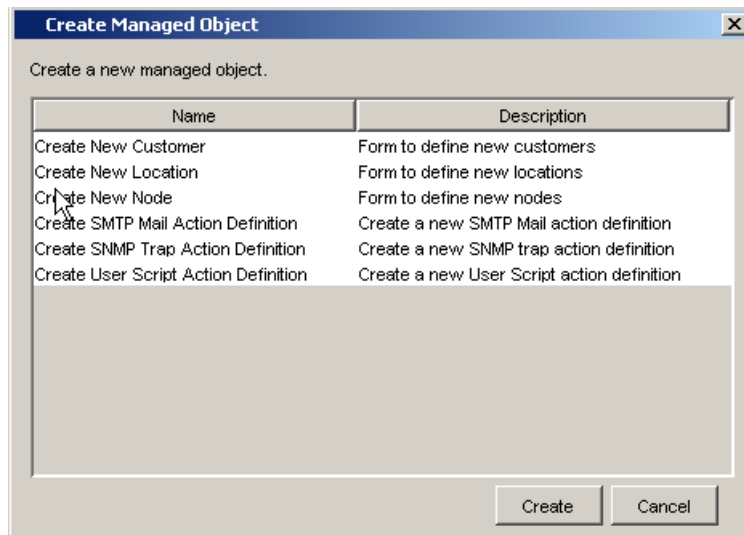 Create Managed Object
Create a new managed object.
Name Description
Create New Customer Form to define new customers
Create New Location Form to define new locations
Create New Node Form to define new nodes
Create SMTP Mail Action Definition Create a new SMTP Mail action definition
Create SNMP Trap Action Definition Create a new SNMP trap action definition
Create User Script Action Definition Create a new User Script action definition
Create Cancel